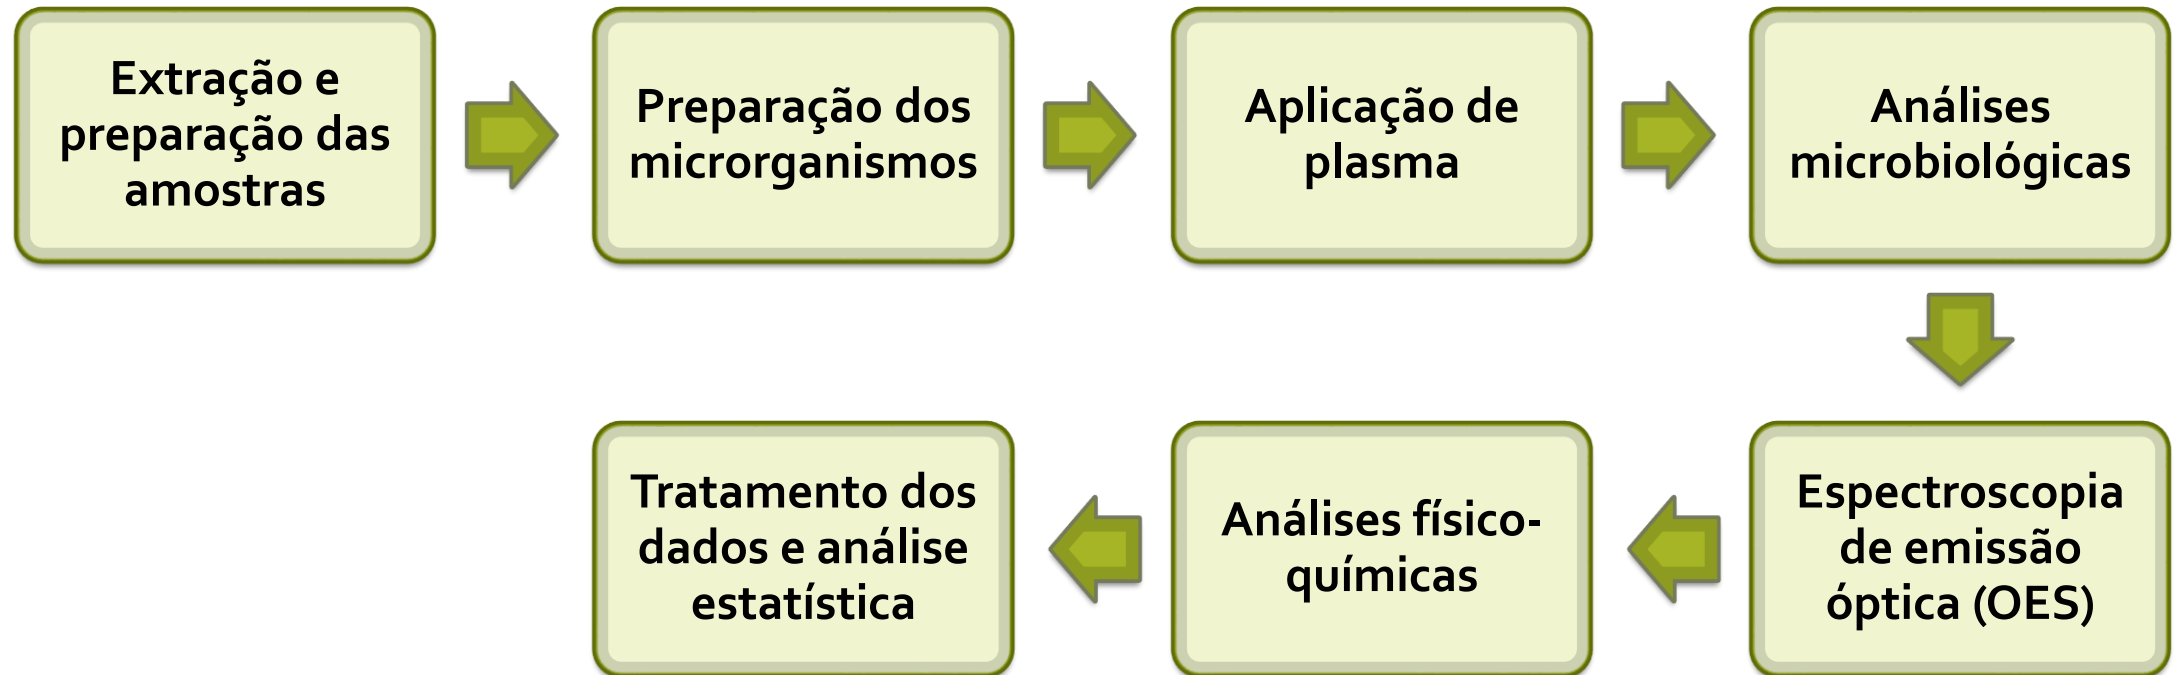 Extração e
preparação das
amostras
Preparação dos
microrganismos
Aplicação de
plasma
Análises
microbiológicas
Espectroscopia
de emissão
óptica (OES)
Análises físico-
químicas
Tratamento dos
dados e análise
estatística